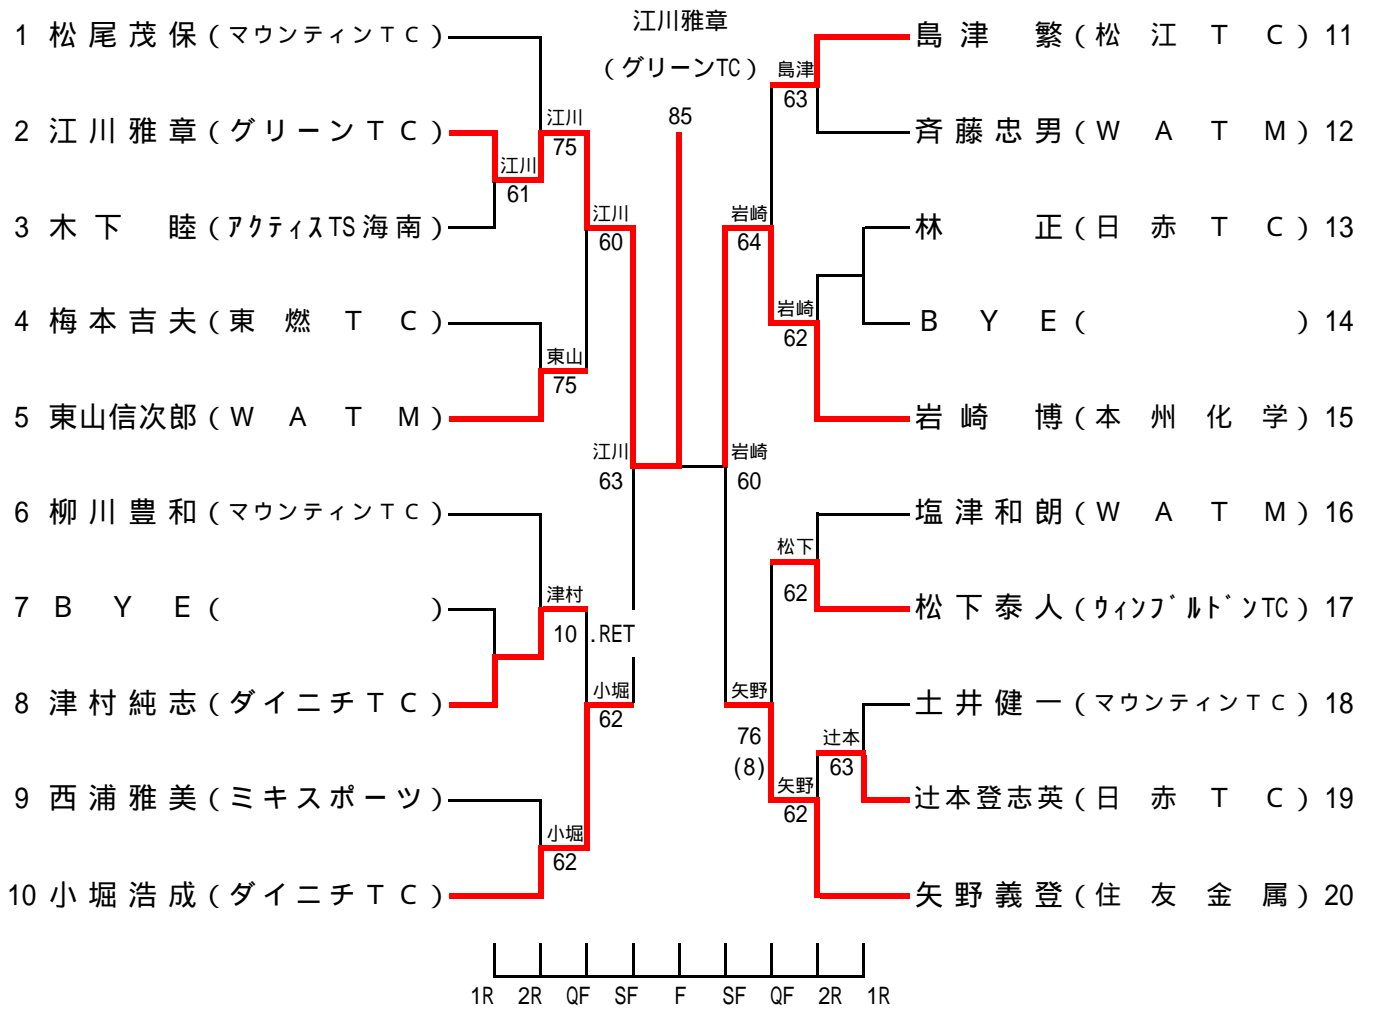 江川雅章
(グリーンTC)
85
1 松尾茂保(マウンティンTC)
2 江川雅章(グリーンTC)
3 木下 睦(アクティスTS海南)
4 梅本吉夫(東燃TC)
5 東山信次郎(WATM)
6 柳川豊和(マウンティンTC)
7 BYE( )
8 津村純志(ダイニチTC)
9 西浦雅美(ミキスポーツ)
10 小堀浩成(ダイニチTC)
江川
61
江川
75
東山
75
津村
10 .RET
小堀
62
江川
60
小堀
62
江川
63
岩崎
60
岩崎
64
矢野
76
(8)
島津
63
岩崎
62
松下
62
矢野
62
辻本
63
島津 繁(松江TC) 11
斉藤忠男(WATM) 12
林 正(日赤TC) 13
BYE( ) 14
岩崎 博(本州化学) 15
塩津和朗(WATM) 16
松下泰人(ウィンブルドンTC) 17
土井健一(マウンティンTC) 18
辻本登志英(日赤TC) 19
矢野義登(住友金属) 20
1R 2R QF SF F SF QF 2R 1R